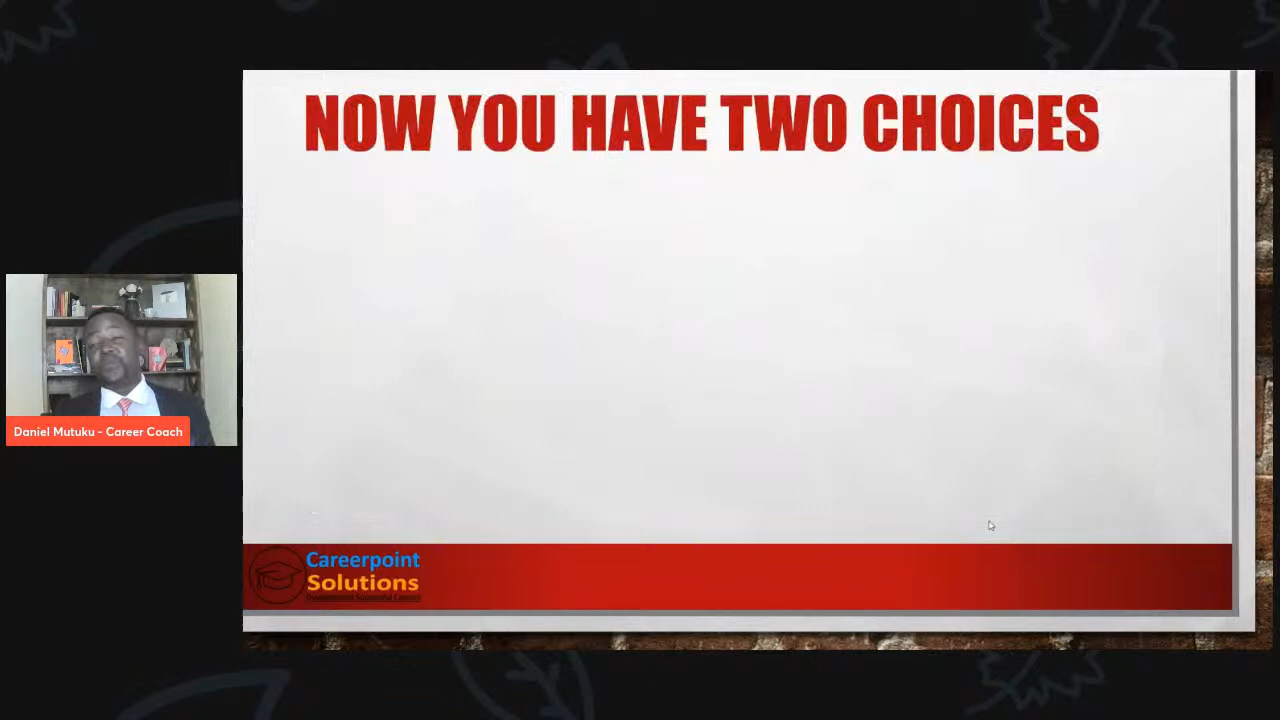 NOW YOU HAVE TWO CHOICES
Daniel Mutuku - Career Coach
Careerpoint
Solutions